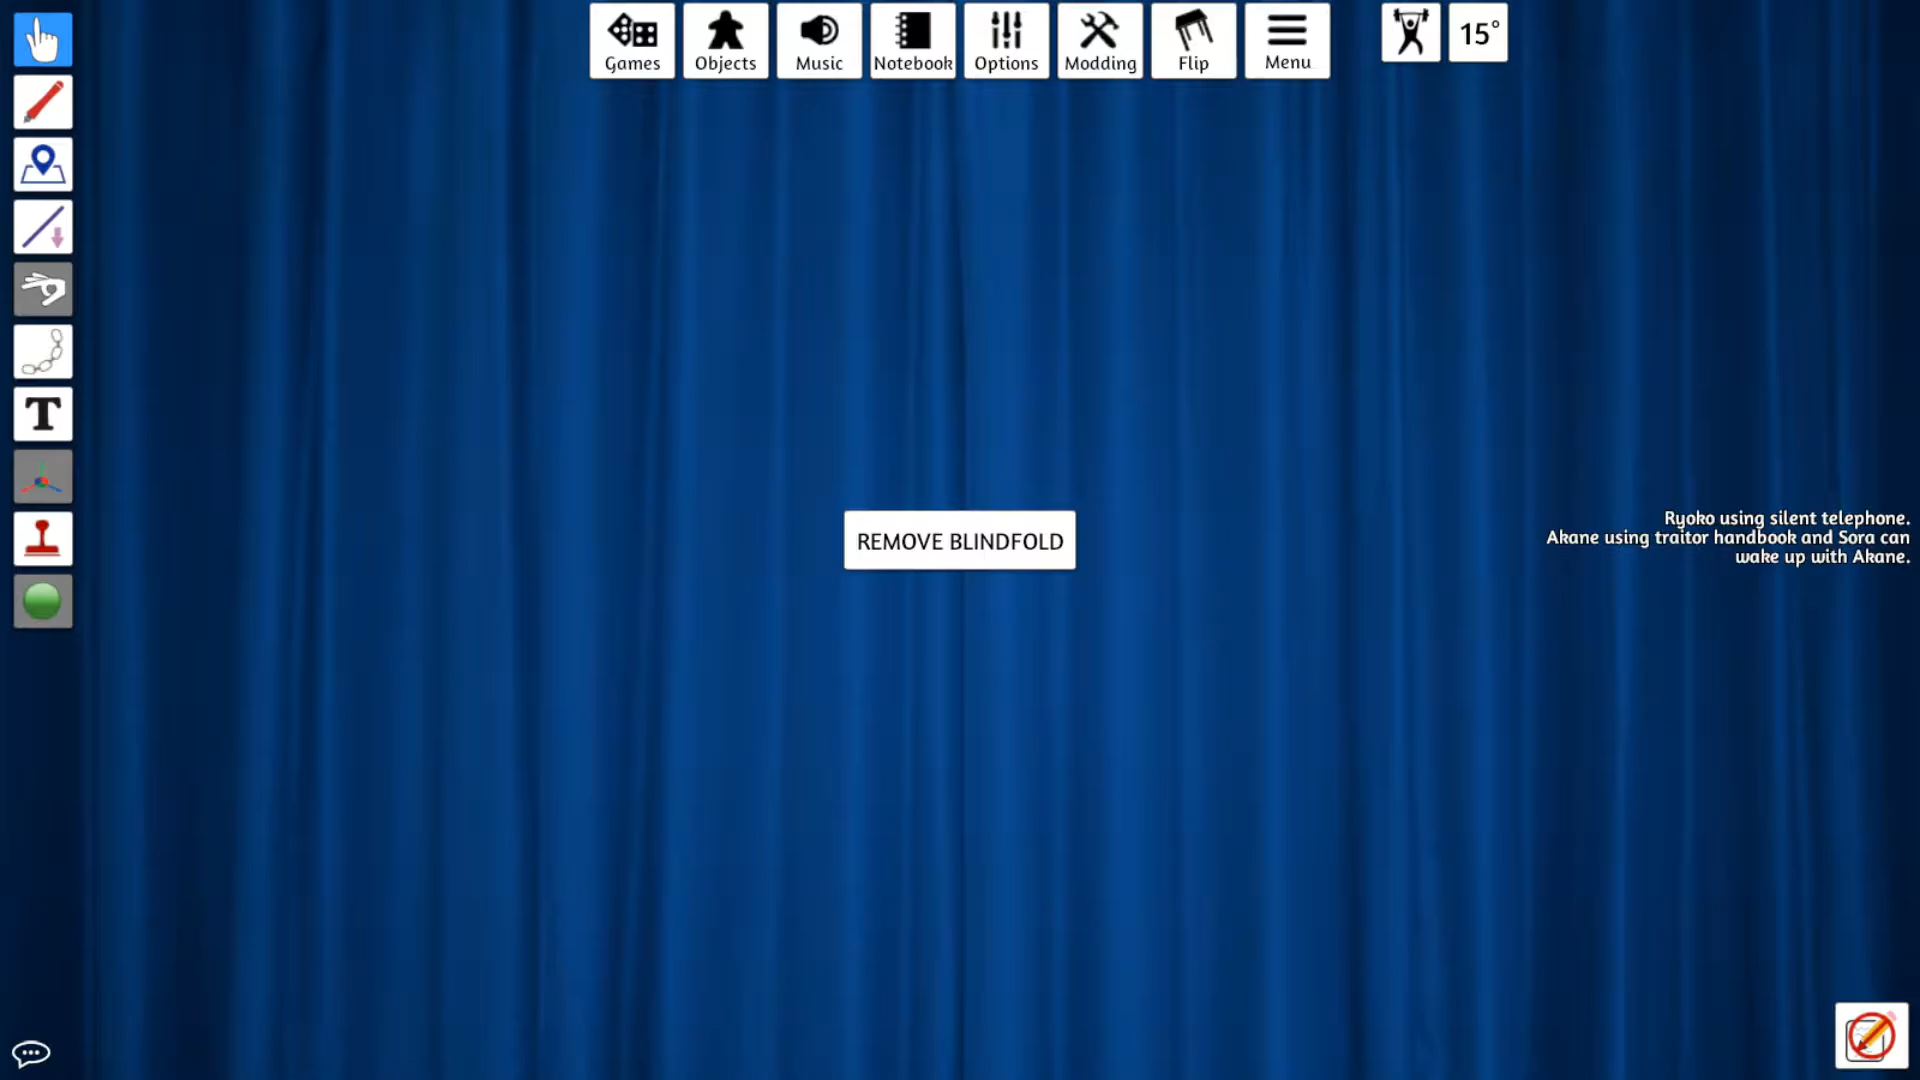 Games
Objects
Music
Notebook
Options
Modding
Flip
Menu
15°
T
REMOVE BLINDFOLD
Ryoko using silent telephone.
Akane using traitor handbook and Sora can
wake up with Akane.